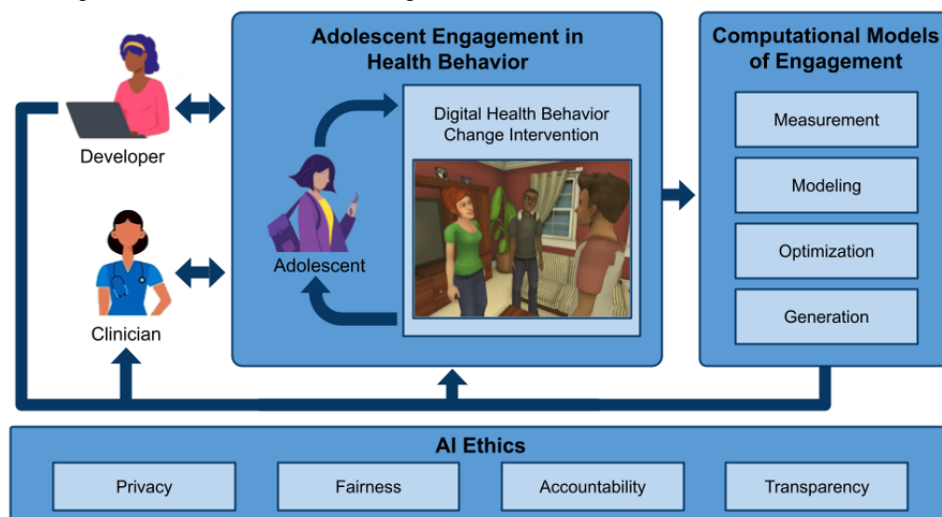 Adolescent Engagement in
Health Behavior
Computational Models
of Engagement
Developer
Clinician
Adolescent
Digital Health Behavior
Change Intervention
Measurement
Modeling
Optimization
Generation
AI Ethics
Privacy
Fairness
Accountability
Transparency